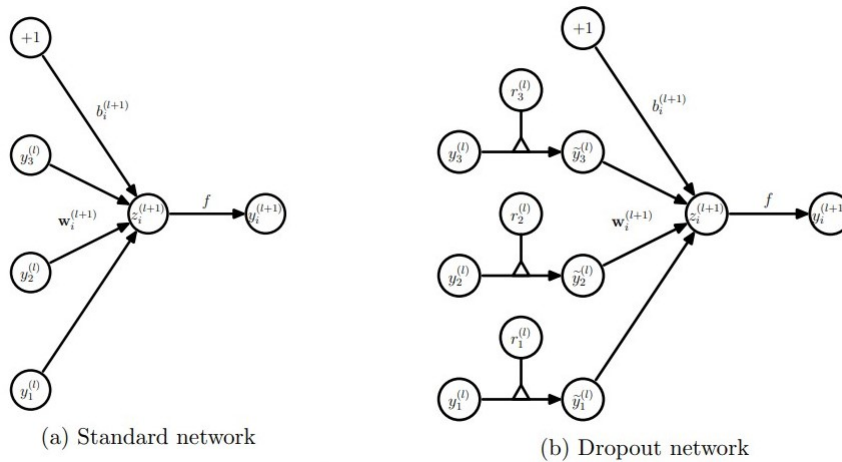 +1
b_i^{(l+1)}
y_3^{(l)}
w_i^{(l+1)}
z_i^{(l+1)}
f
y_i^{(l+1)}
y_2^{(l)}
y_1^{(l)}
(a) Standard network
+1
b_i^{(l+1)}
r_3^{(l)}
y_3^{(l)}
ỹ_3^{(l)}
r_2^{(l)}
w_i^{(l+1)}
z_i^{(l+1)}
f
y_i^{(l+1)}
y_2^{(l)}
ỹ_2^{(l)}
r_1^{(l)}
y_1^{(l)}
ỹ_1^{(l)}
(b) Dropout network